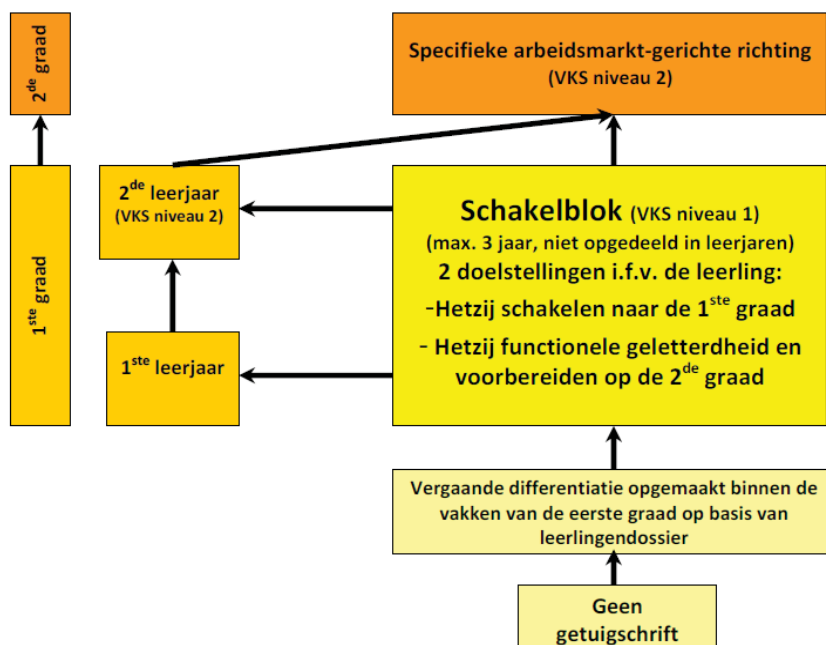 2de graad
Specifieke arbeidsmarkt-gerichte richting
(VKS niveau 2)
1ste graad
2de leerjaar
(VKS niveau 2)
1ste leerjaar
Schakelblok (VKS niveau 1)
(max. 3 jaar, niet opgedeeld in leerjaren)
2 doelstellingen i.f.v. de leerling:
-Hetzij schakelen naar de 1ste graad
- Hetzij functionele geletterdheid en
voorbereiden op de 2de graad
Vergaande differentiatie opgemaakt binnen de
vakken van de eerste graad op basis van
leerlingendossier
Geen
getuigschrift